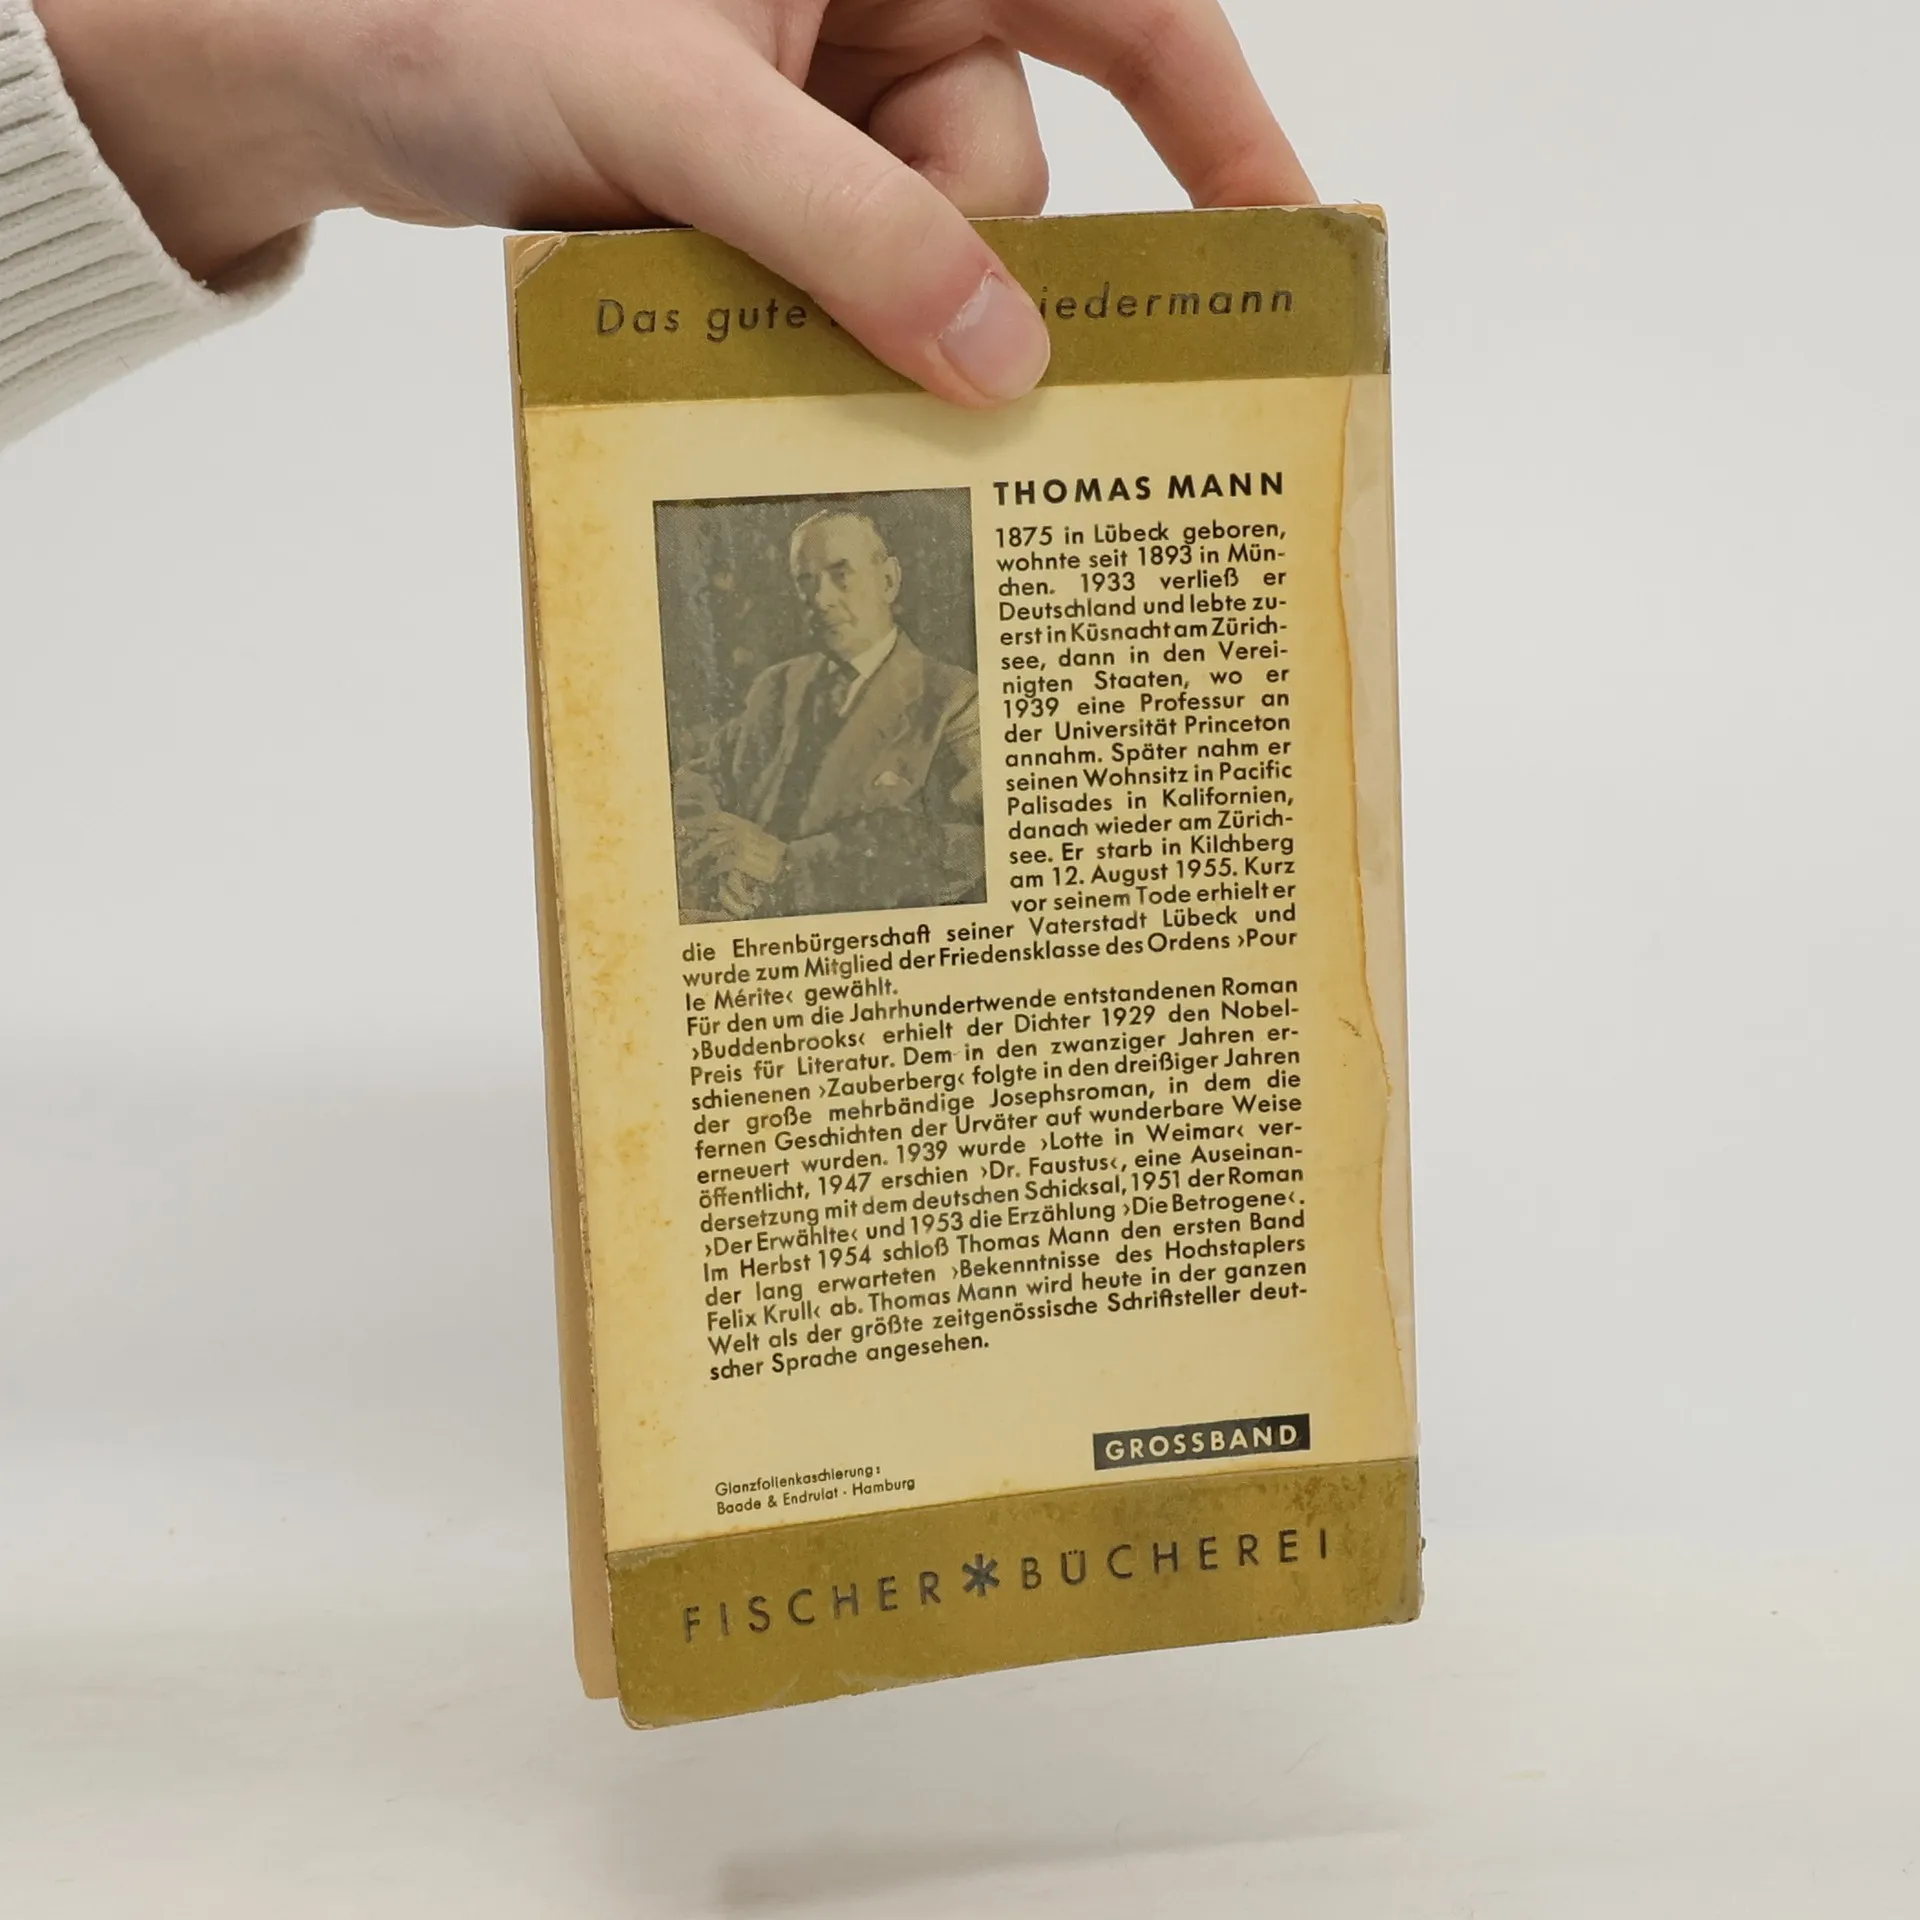 Das gute iedermann
THOMAS MANN
1875 in Lübeck geboren,
wohnte seit 1893 in Mün-
chen. 1933 verließ er
Deutschland und lebte zu-
erst in Küsnacht am Zürich-
see, dann in den Verei-
nigten Staaten, wo er
1939 eine Professur an
der Universität Princeton
annahm. Später nahm er
seinen Wohnsitz in Pacific
Palisades in Kalifornien,
danach wieder am Zürich-
see. Er starb in Kilchberg
am 12. August 1955. Kurz
vor seinem Tode erhielt er
die Ehrenbürgerschaft seiner Vaterstadt Lübeck und
wurde zum Mitglied der Friedensklasse des Ordens ›Pour
le Mérite‹ gewählt.
Für den um die Jahrhundertwende entstandenen Roman
›Buddenbrooks‹ erhielt der Dichter 1929 den Nobel-
Preis für Literatur. Dem in den zwanziger Jahren er-
schienenen ›Zauberberg‹ folgte in den dreißiger Jahren
der große mehrbändige Josephsroman, in dem die
fernen Geschichten der Urväter auf wunderbare Weise
erneuert wurden. 1939 wurde ›Lotte in Weimar‹ ver-
öffentlicht, 1947 erschien ›Dr. Faustus‹, eine Auseinan-
dersetzung mit dem deutschen Schicksal, 1951 der Roman
›Der Erwählte‹ und 1953 die Erzählung ›Die Betrogene‹.
Im Herbst 1954 schloß Thomas Mann den ersten Band
der lang erwarteten ›Bekenntnisse des Hochstaplers
Felix Krull‹ ab. Thomas Mann wird heute in der ganzen
Welt als der größte zeitgenössische Schriftsteller deut-
scher Sprache angesehen.
GROSSBAND
Glanzfolienkaschierung:
Baade & Endrulat · Hamburg
FISCHER * BÜCHEREI